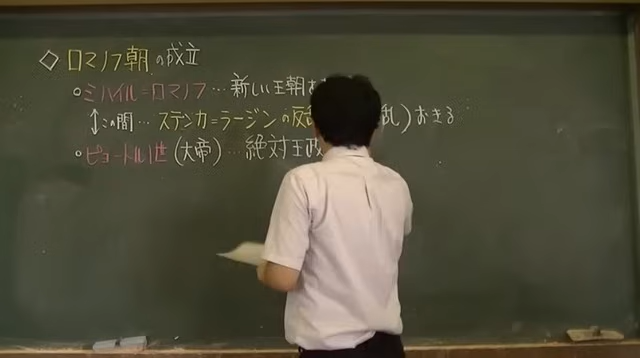 ◇ロマノフ朝の成立
○ミハイル=ロマノフ…新しい王朝
↕この間…ステンカ=ラージンの反 乱)おきる
○ピョートル1世(大帝)…絶対王政